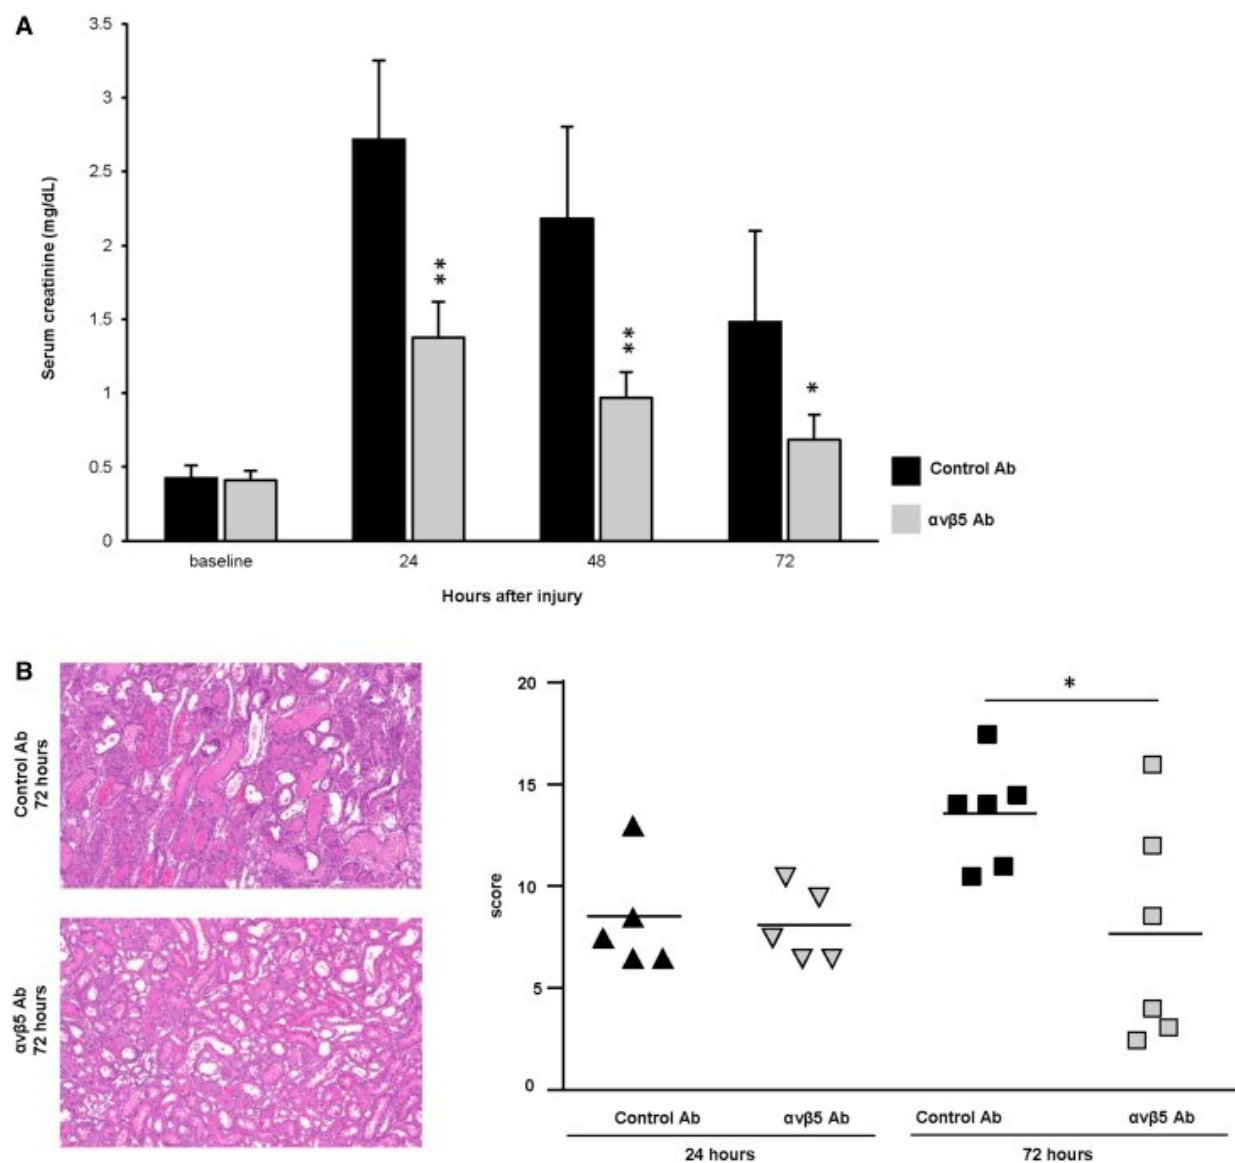 A
3.5
3
2.5
2
1.5
1
0.5
0
Serum creatinine (mg/dL)
**
**
*
baseline
24
48
72
Hours after injury
Control Ab
αvβ5 Ab
B
Control Ab
72 hours
αvβ5 Ab
72 hours
20
15
10
5
0
score
*
Control Ab
αvβ5 Ab
Control Ab
αvβ5 Ab
24 hours
72 hours